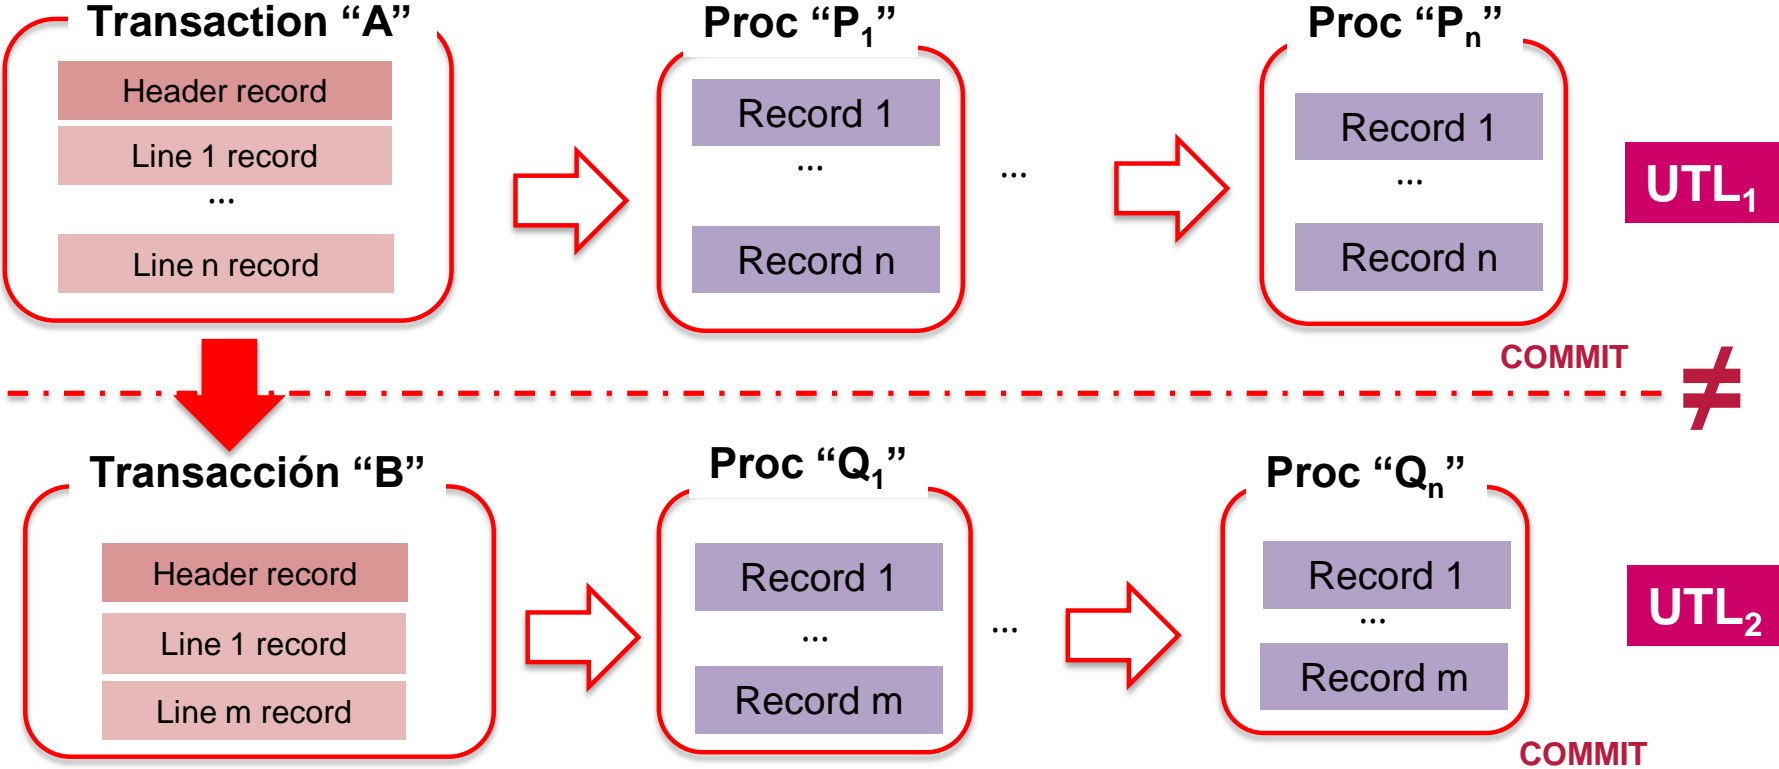 Transaction “A”
Header record
Line 1 record
...
Line n record
Proc “P1”
Record 1
...
Record n
...
Proc “Pn”
Record 1
...
Record n
UTL1
COMMIT
≠
Transacción “B”
Header record
Line 1 record
Line m record
Proc “Q1”
Record 1
...
Record m
...
Proc “Qn”
Record 1
...
Record m
UTL2
COMMIT